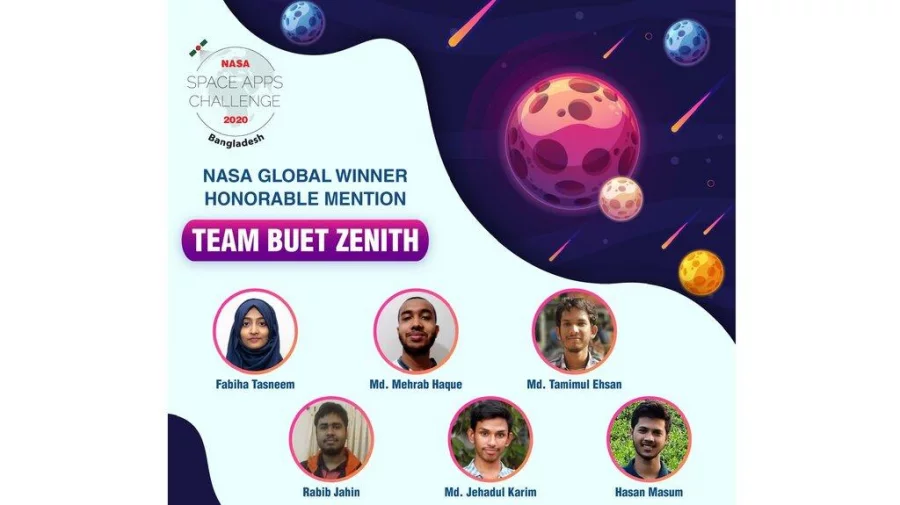 NASA
SPACE APPS
CHALLENGE
2020
Bangladesh
NASA GLOBAL WINNER
HONORABLE MENTION
TEAM BUET ZENITH
Fabiha Tasneem
Md. Mehrab Haque
Md. Tamimul Ehsan
Rabib Jahin
Md. Jehadul Karim
Hasan Masum